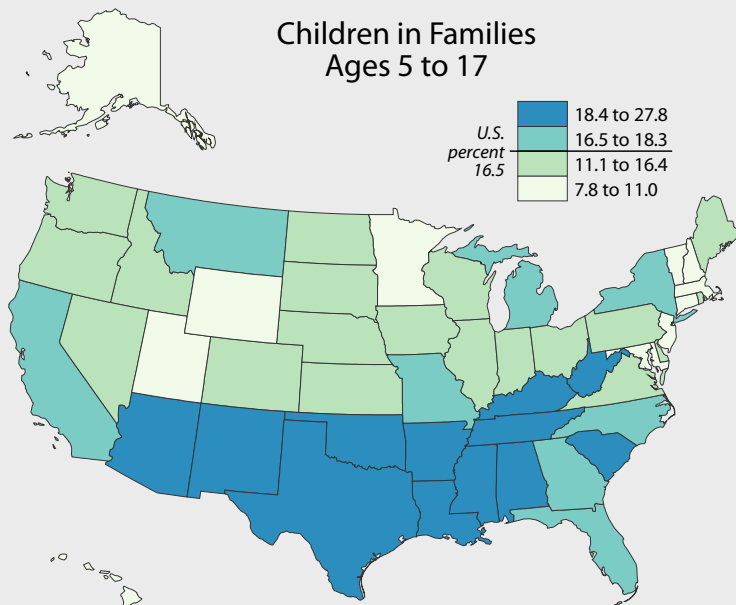 Children in Families
Ages 5 to 17
18.4 to 27.8
16.5 to 18.3
U.S.
percent
16.5
11.1 to 16.4
7.8 to 11.0